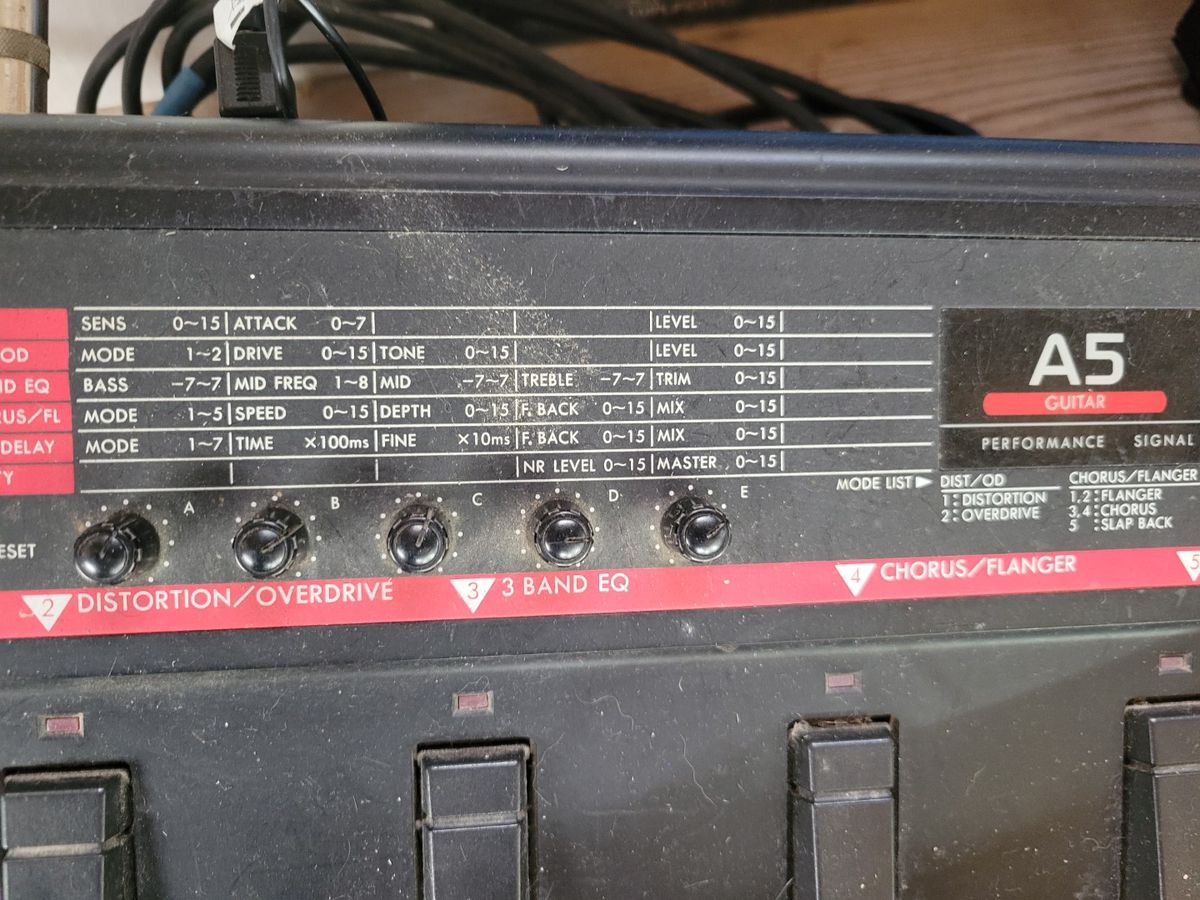 SENS 0~15 ATTACK 0~7 LEVEL 0~15
OD MODE 1~2 DRIVE 0~15 TONE 0~15 LEVEL 0~15
ND EQ BASS -7~7 MID FREQ 1~8 MID -7~7 TREBLE -7~7 TRIM 0~15
RUS/FL MODE 1~5 SPEED 0~15 DEPTH 0~15 F. BACK 0~15 MIX 0~15
DELAY MODE 1~7 TIME ×100ms FINE ×10ms F. BACK 0~15 MIX 0~15
TY NR LEVEL 0~15 MASTER 0~15
A5
GUITAR
PERFORMANCE SIGNAL
A B C D E
MODE LIST▶ DIST/OD CHORUS/FLANGER
1:DISTORTION 1,2:FLANGER
2:OVERDRIVE 3,4:CHORUS
5 :SLAP BACK
ESET
2 DISTORTION/OVERDRIVE 3 3 BAND EQ 4 CHORUS/FLANGER 5